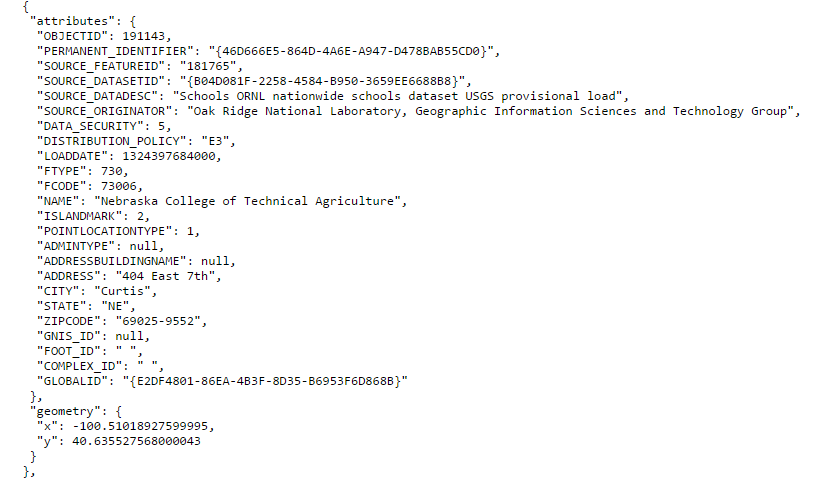 {
"attributes": {
"OBJECTID": 191143,
"PERMANENT_IDENTIFIER": "{46D666E5-864D-4A6E-A947-D478BAB55CD0}",
"SOURCE_FEATUREID": "181765",
"SOURCE_DATASETID": "{B04D081F-2258-4584-B950-3659EE6688B8}",
"SOURCE_DATADESC": "Schools ORNL nationwide schools dataset USGS provisional load",
"SOURCE_ORIGINATOR": "Oak Ridge National Laboratory, Geographic Information Sciences and Technology Group",
"DATA_SECURITY": 5,
"DISTRIBUTION_POLICY": "E3",
"LOADDATE": 1324397684000,
"FTYPE": 730,
"FCODE": 73006,
"NAME": "Nebraska College of Technical Agriculture",
"ISLANDMARK": 2,
"POINTLOCATIONTYPE": 1,
"ADMINTYPE": null,
"ADDRESSBUILDINGNAME": null,
"ADDRESS": "404 East 7th",
"CITY": "Curtis",
"STATE": "NE",
"ZIPCODE": "69025-9552",
"GNIS_ID": null,
"FOOT_ID": " ",
"COMPLEX_ID": " ",
"GLOBALID": "{E2DF4801-86EA-4B3F-8D35-B6953F6D868B}"
},
"geometry": {
"x": -100.51018927599995,
"y": 40.635527568000043
}
},